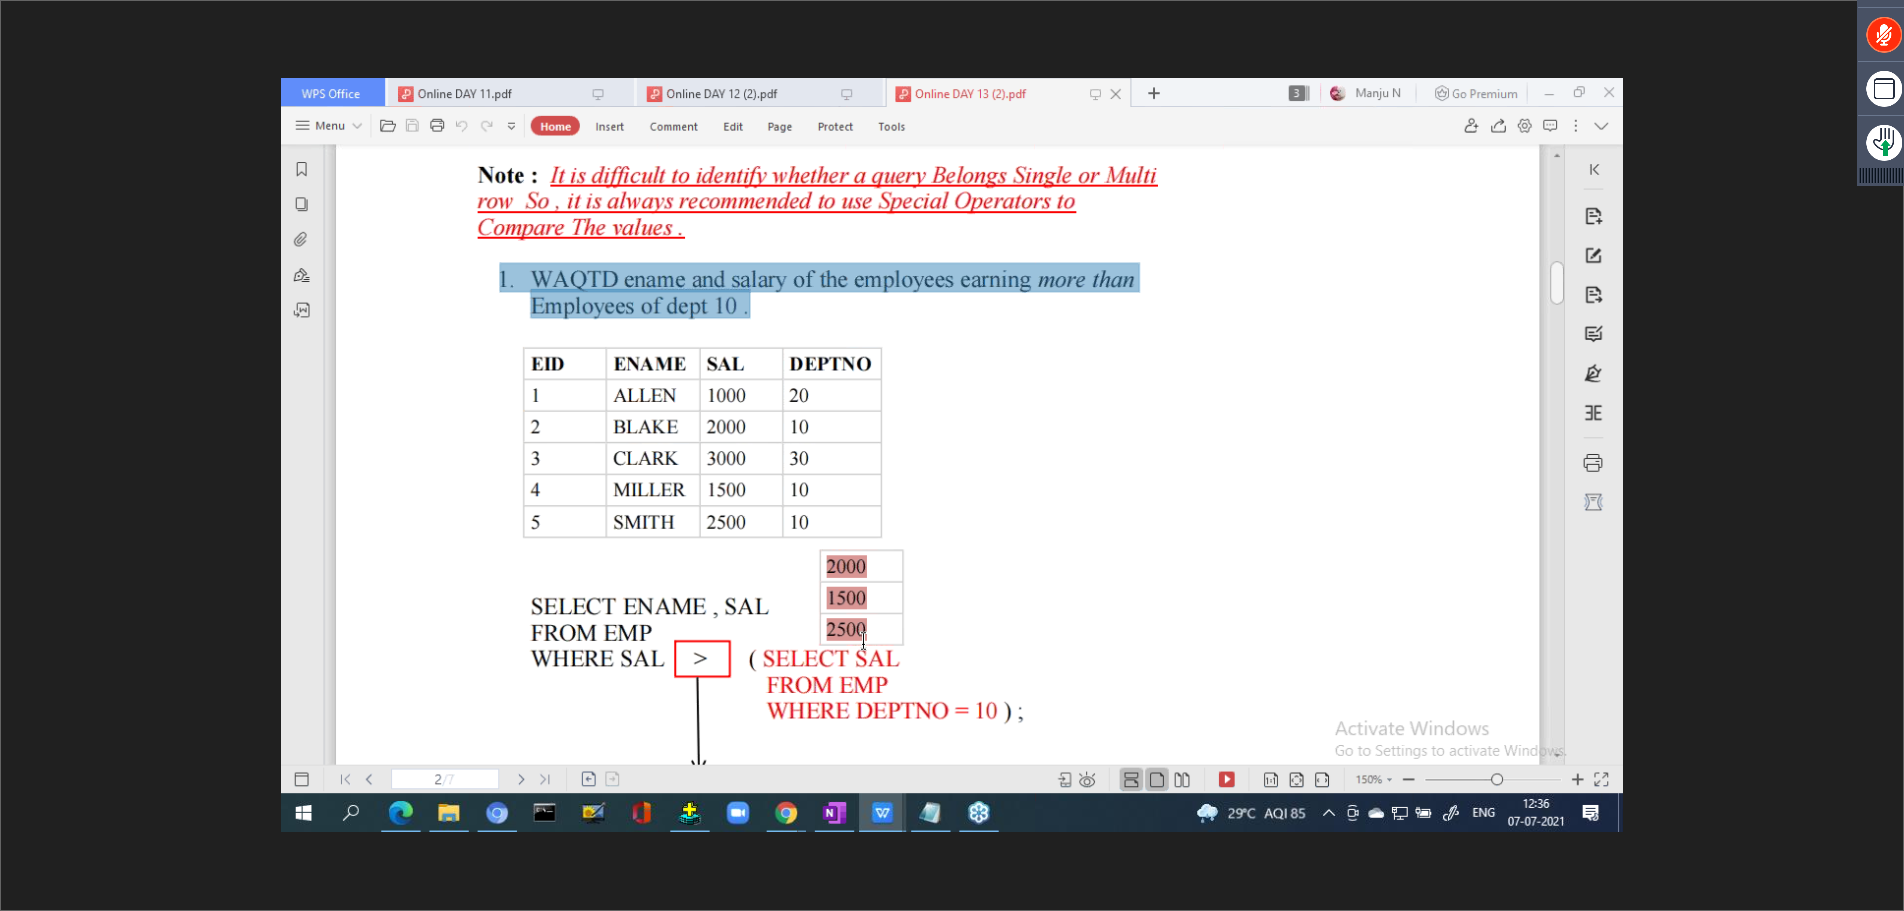 WPS Office Online DAY 11.pdf Online DAY 12 (2).pdf Online DAY 13 (2).pdf 3 Manju N Go Premium
Menu Home Insert Comment Edit Page Protect Tools
Note : It is difficult to identify whether a query Belongs Single or Multi
row So , it is always recommended to use Special Operators to
Compare The values .
1. WAQTD ename and salary of the employees earning more than
Employees of dept 10 .
EID ENAME SAL DEPTNO
1 ALLEN 1000 20
2 BLAKE 2000 10
3 CLARK 3000 30
4 MILLER 1500 10
5 SMITH 2500 10
2000
1500
2500
SELECT ENAME , SAL
FROM EMP
WHERE SAL > ( SELECT SAL
FROM EMP
WHERE DEPTNO = 10 ) ;
Activate Windows
Go to Settings to activate Windows.
2/7 150%
29°C AQI 85 ENG 12:36
07-07-2021